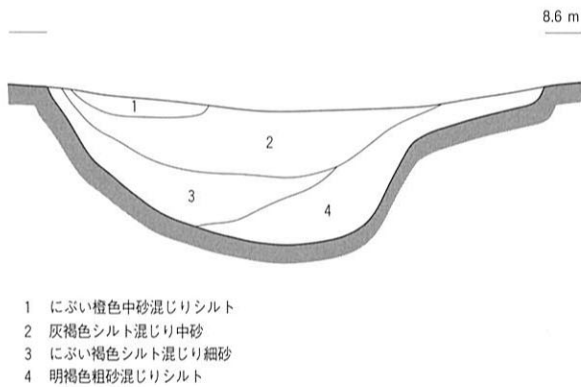 8.6 m
1
2
3
4
1 にぶい橙色中砂混じりシルト
2 灰褐色シルト混じり中砂
3 にぶい褐色シルト混じり細砂
4 明褐色粗砂混じりシルト